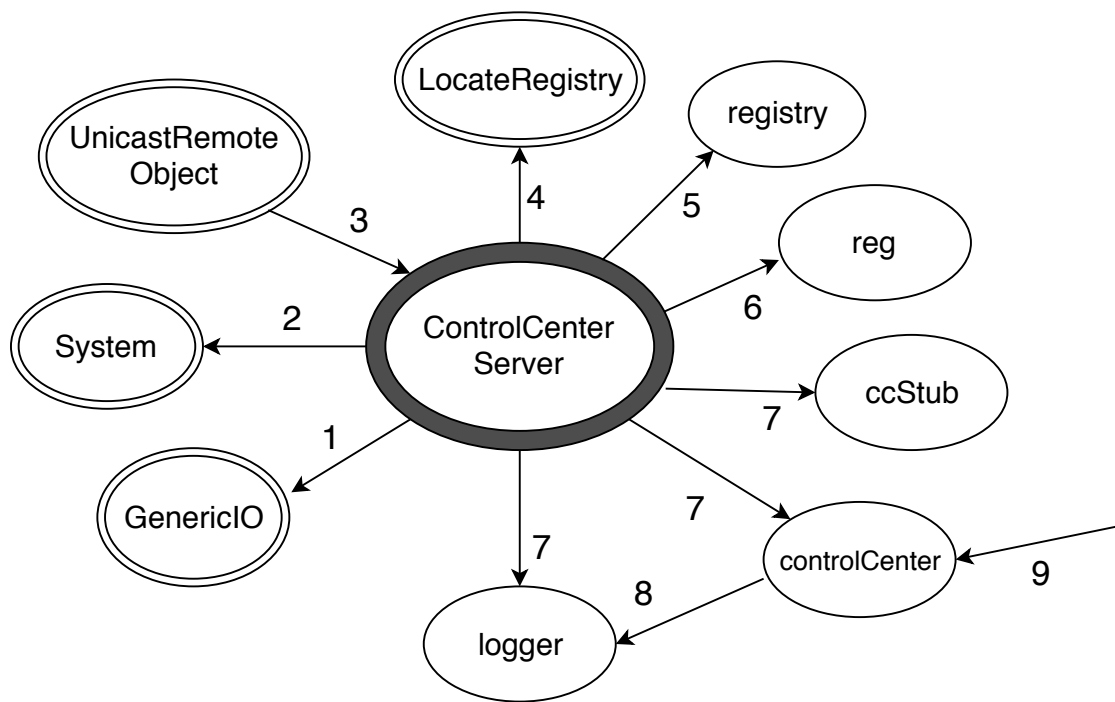 LocateRegistry
registry
UnicastRemote
Object
3
4
5
reg
6
System
2
ControlCenter
Server
ccStub
7
1
GenericIO
7
7
controlCenter
9
8
logger